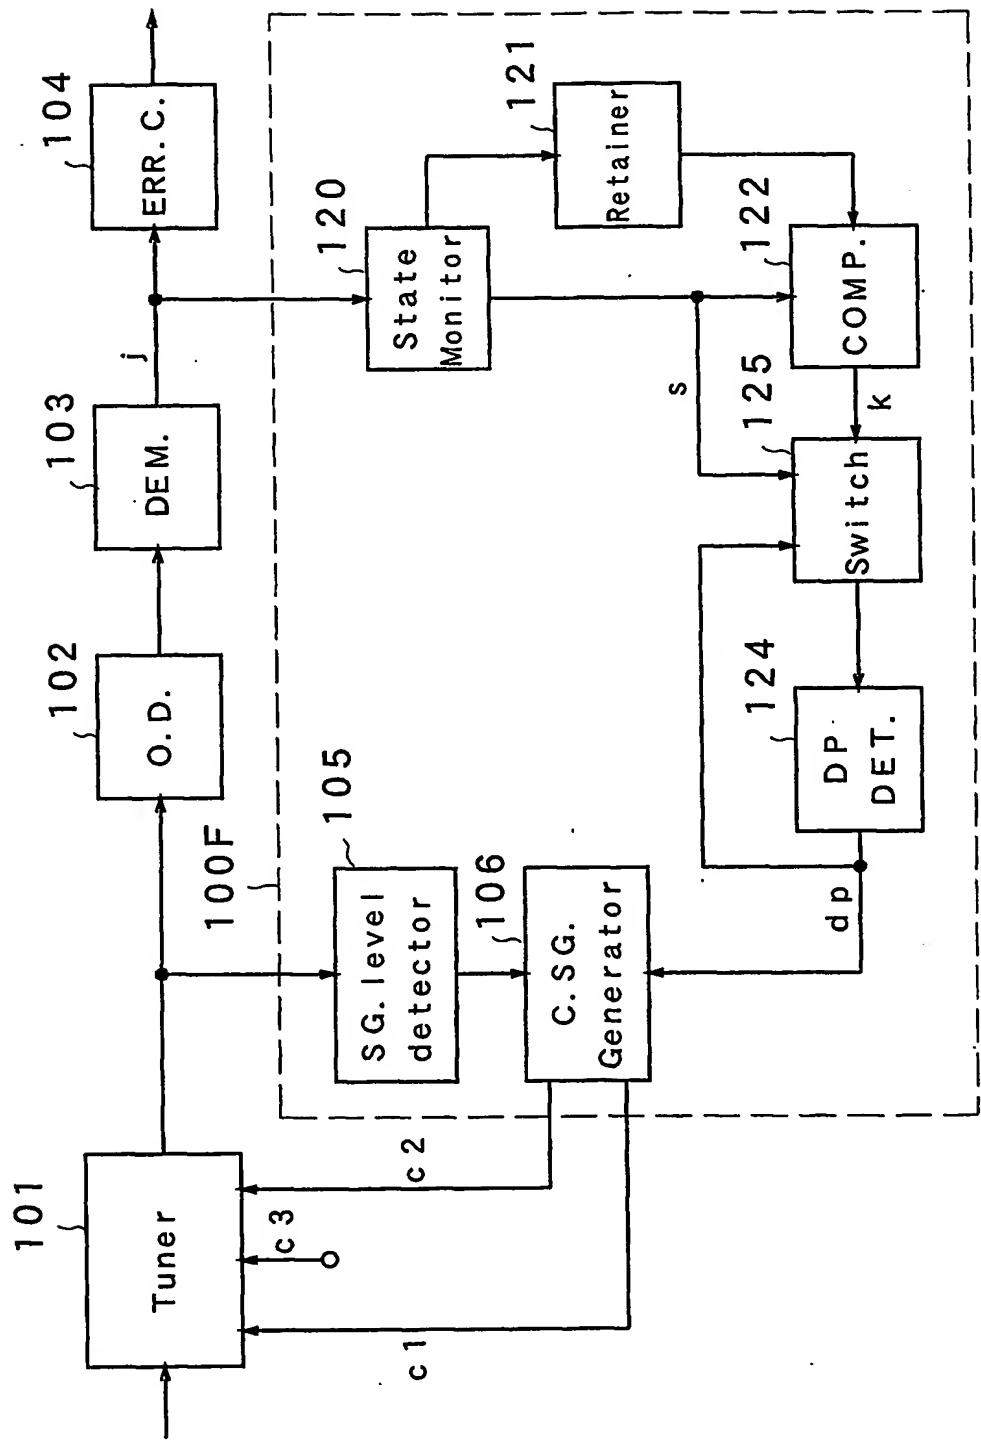 101
Tuner
c1
c3
c2
102
O.D.
103
DEM.
j
104
ERR.C.
100F
105
SG.level
detector
106
C.SG.
Generator
dp
120
State
Monitor
121
Retainer
s
122
COMP.
k
125
Switch
124
DP
DET.